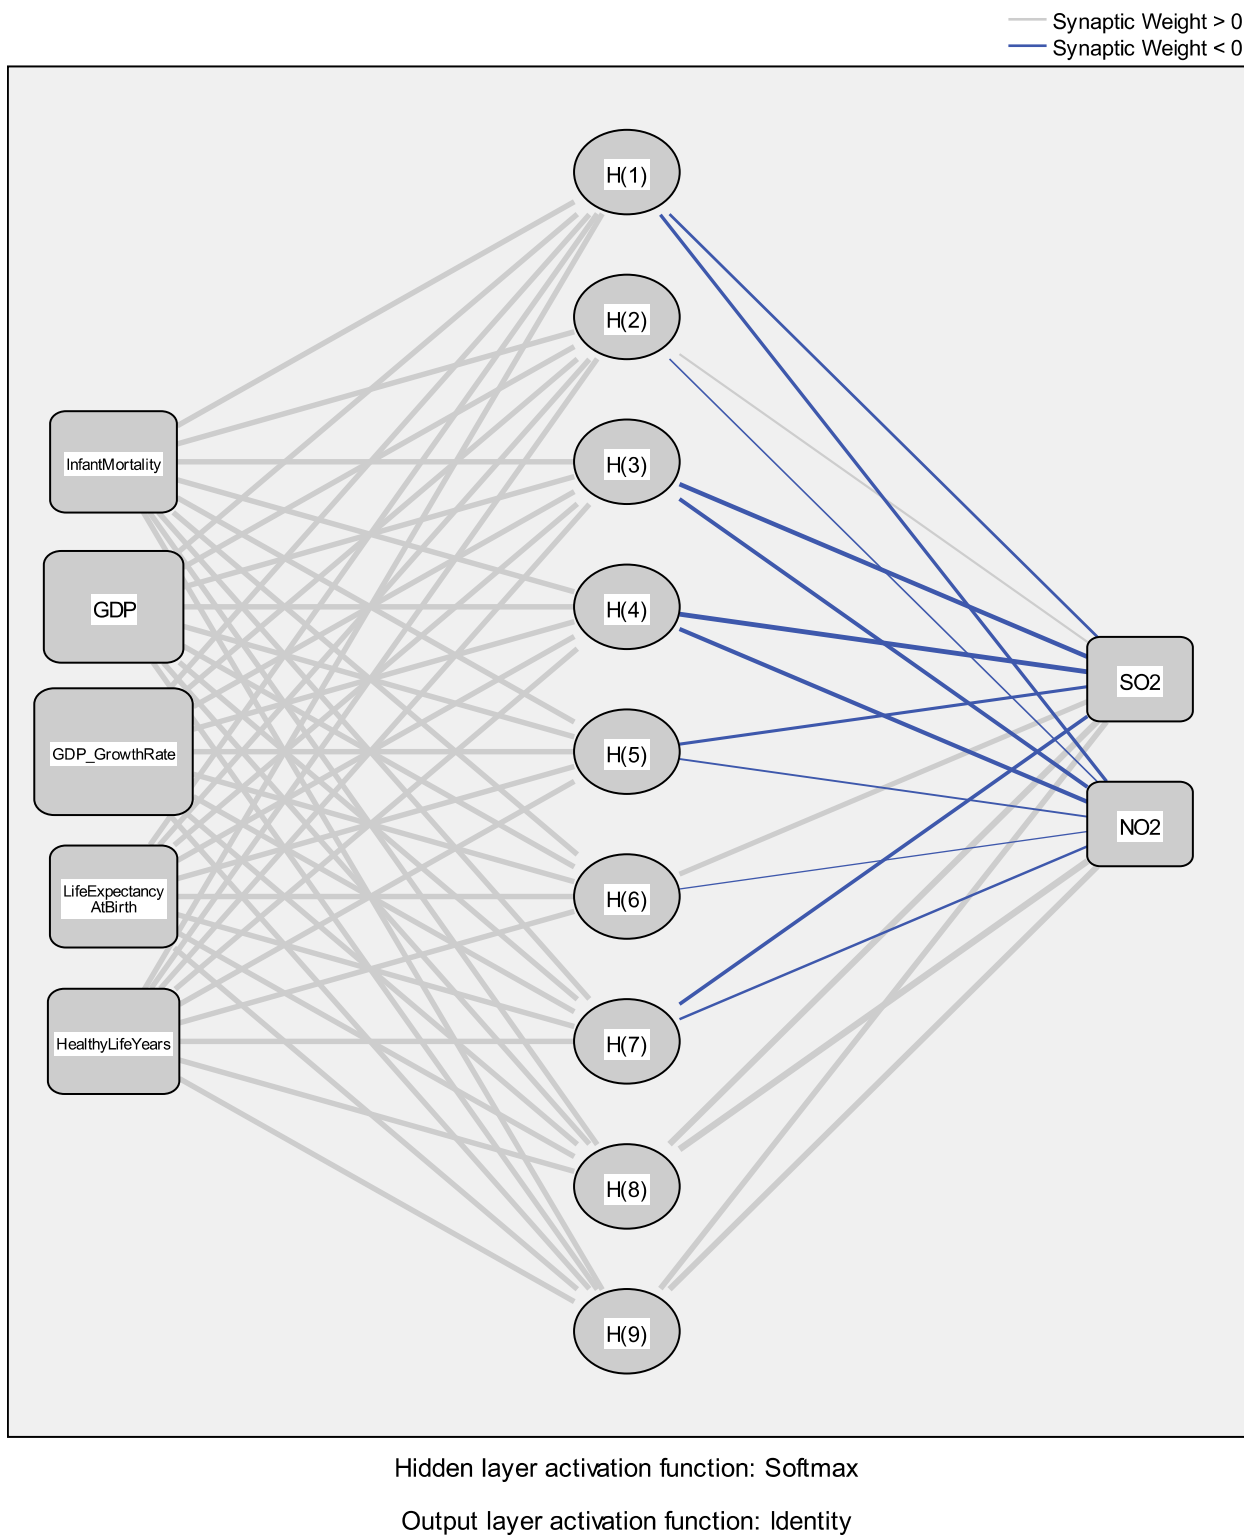 Synaptic Weight > 0
Synaptic Weight < 0
H(1)
H(2)
H(3)
H(4)
H(5)
H(6)
H(7)
H(8)
H(9)
InfantMortality
GDP
GDP_GrowthRate
LifeExpectancy
AtBirth
HealthyLifeYears
SO2
NO2
Hidden layer activation function: Softmax
Output layer activation function: Identity